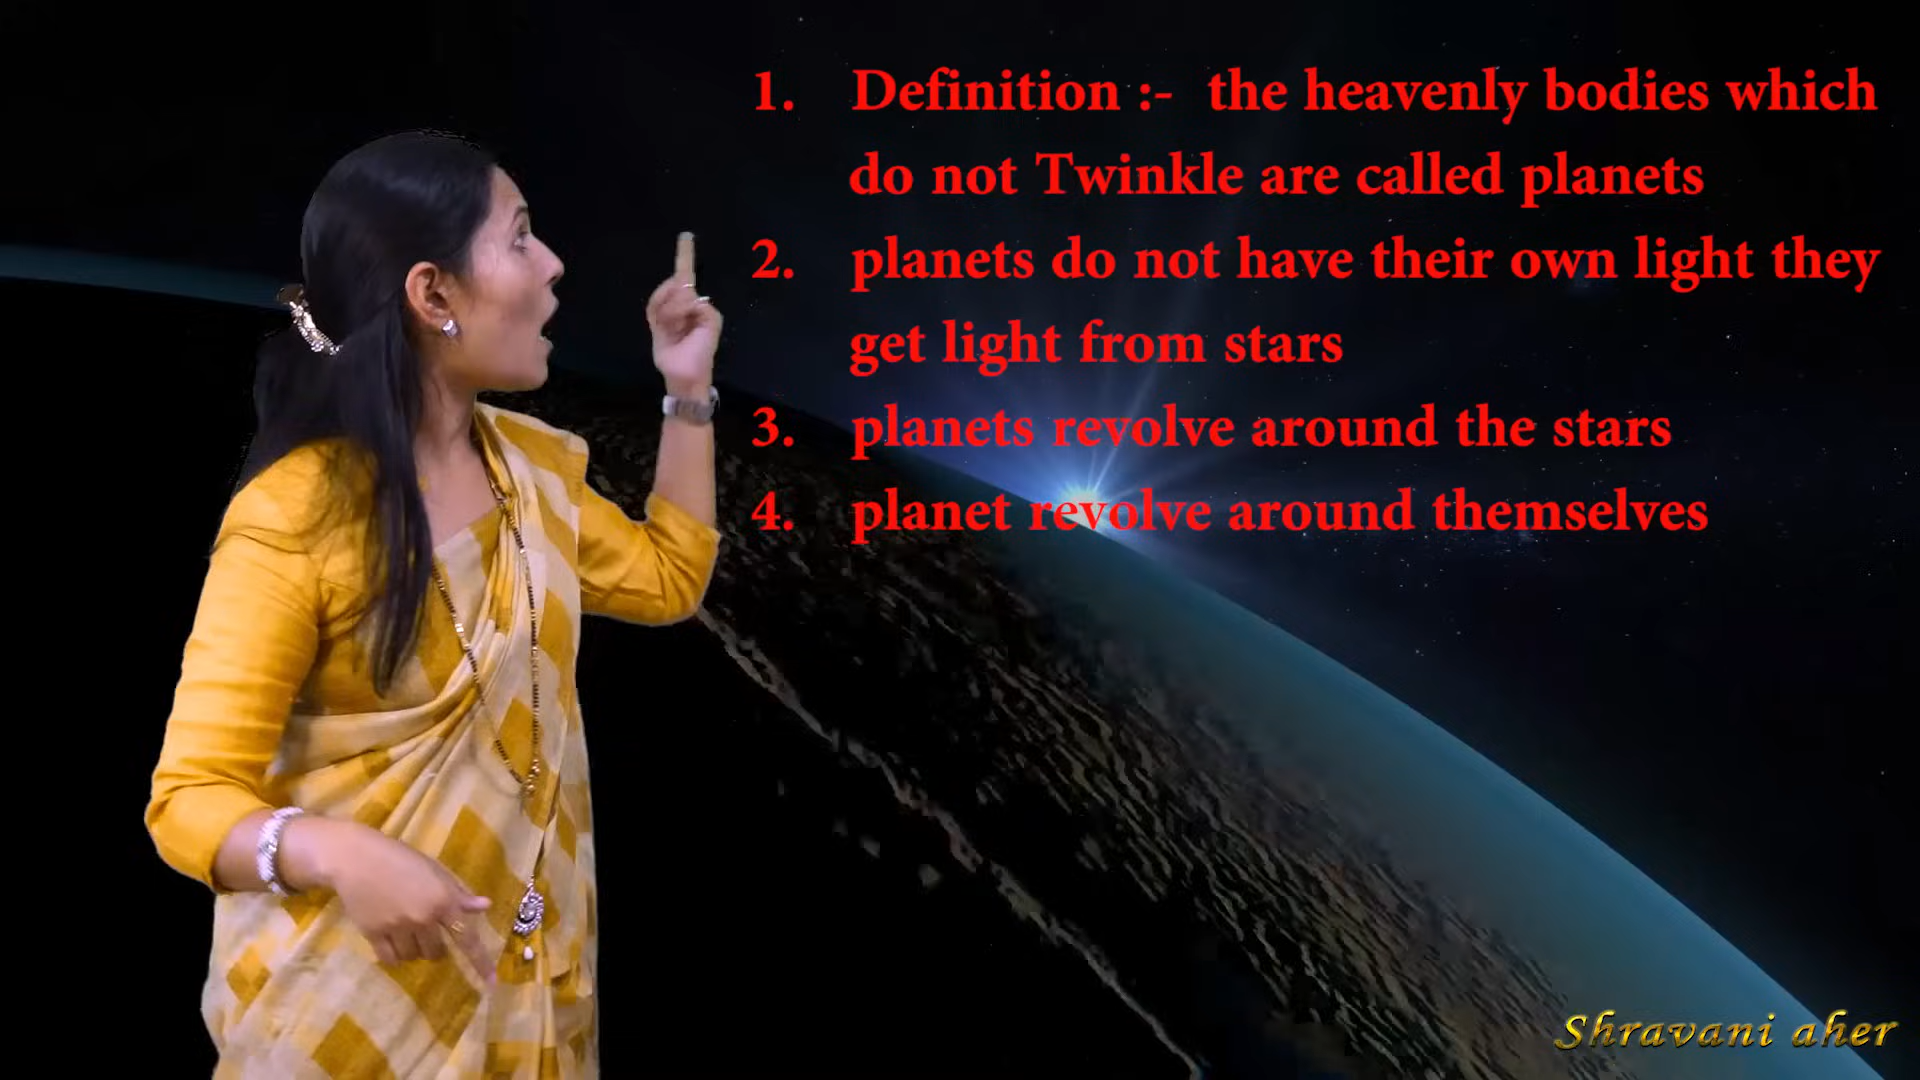 1. Definition :- the heavenly bodies which
do not Twinkle are called planets
2. planets do not have their own light they
get light from stars
3. planets revolve around the stars
4. planet revolve around themselves
Shravani aher